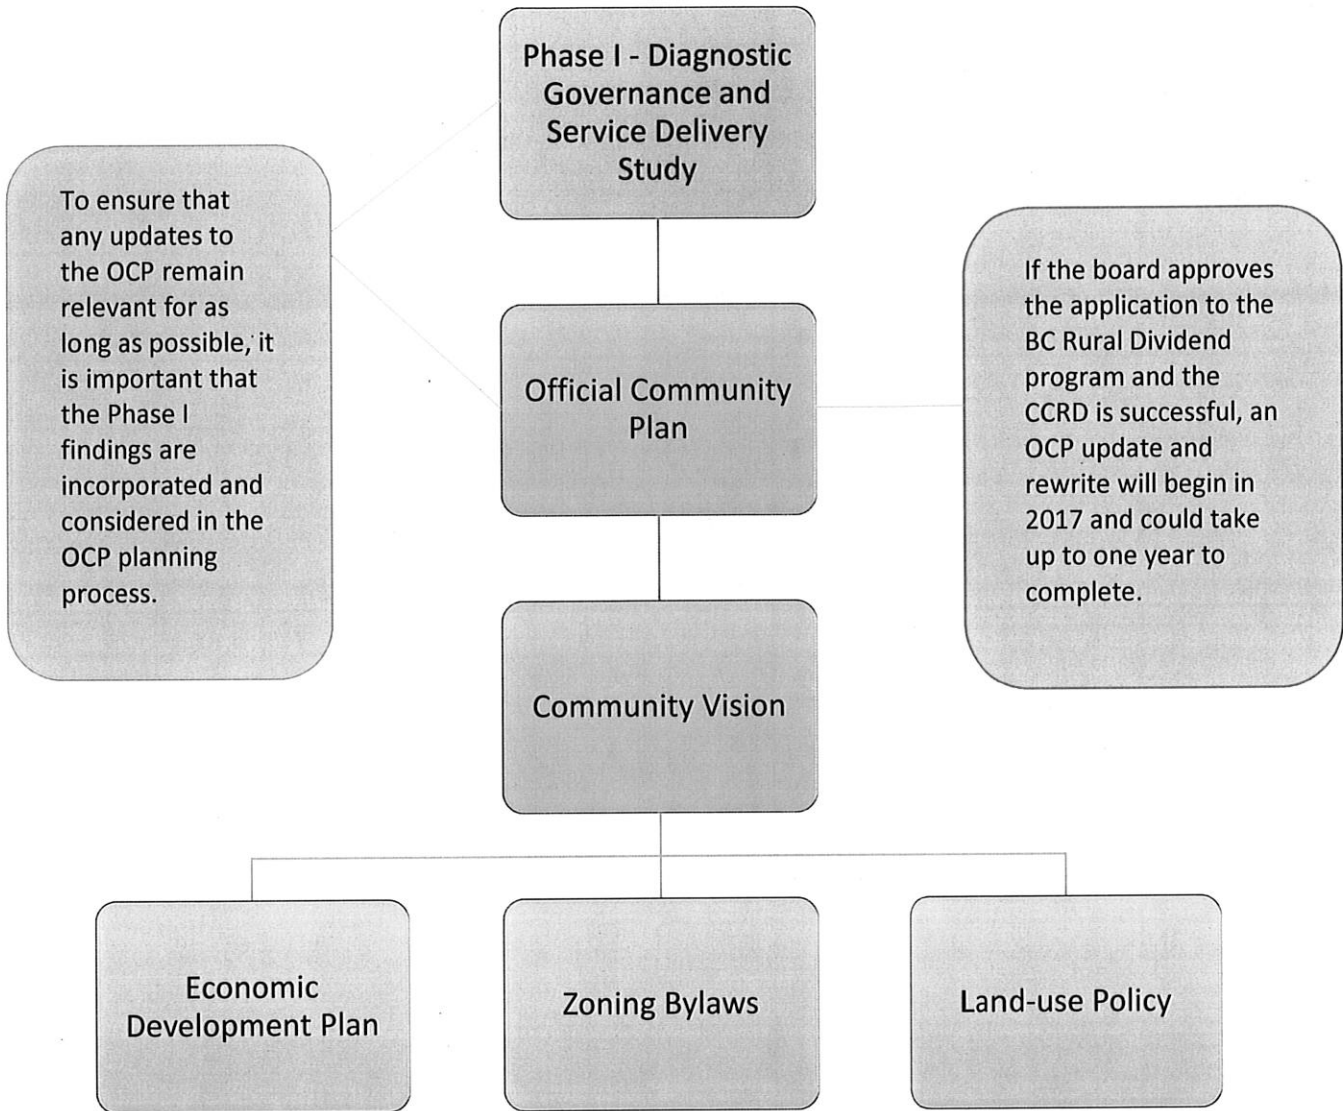 Phase I - Diagnostic
Governance and
Service Delivery
Study
To ensure that
any updates to
the OCP remain
relevant for as
long as possible, it
is important that
the Phase I
findings are
incorporated and
considered in the
OCP planning
process.
Official Community
Plan
If the board approves
the application to the
BC Rural Dividend
program and the
CCRD is successful, an
OCP update and
rewrite will begin in
2017 and could take
up to one year to
complete.
Community Vision
Economic
Development Plan
Zoning Bylaws
Land-use Policy